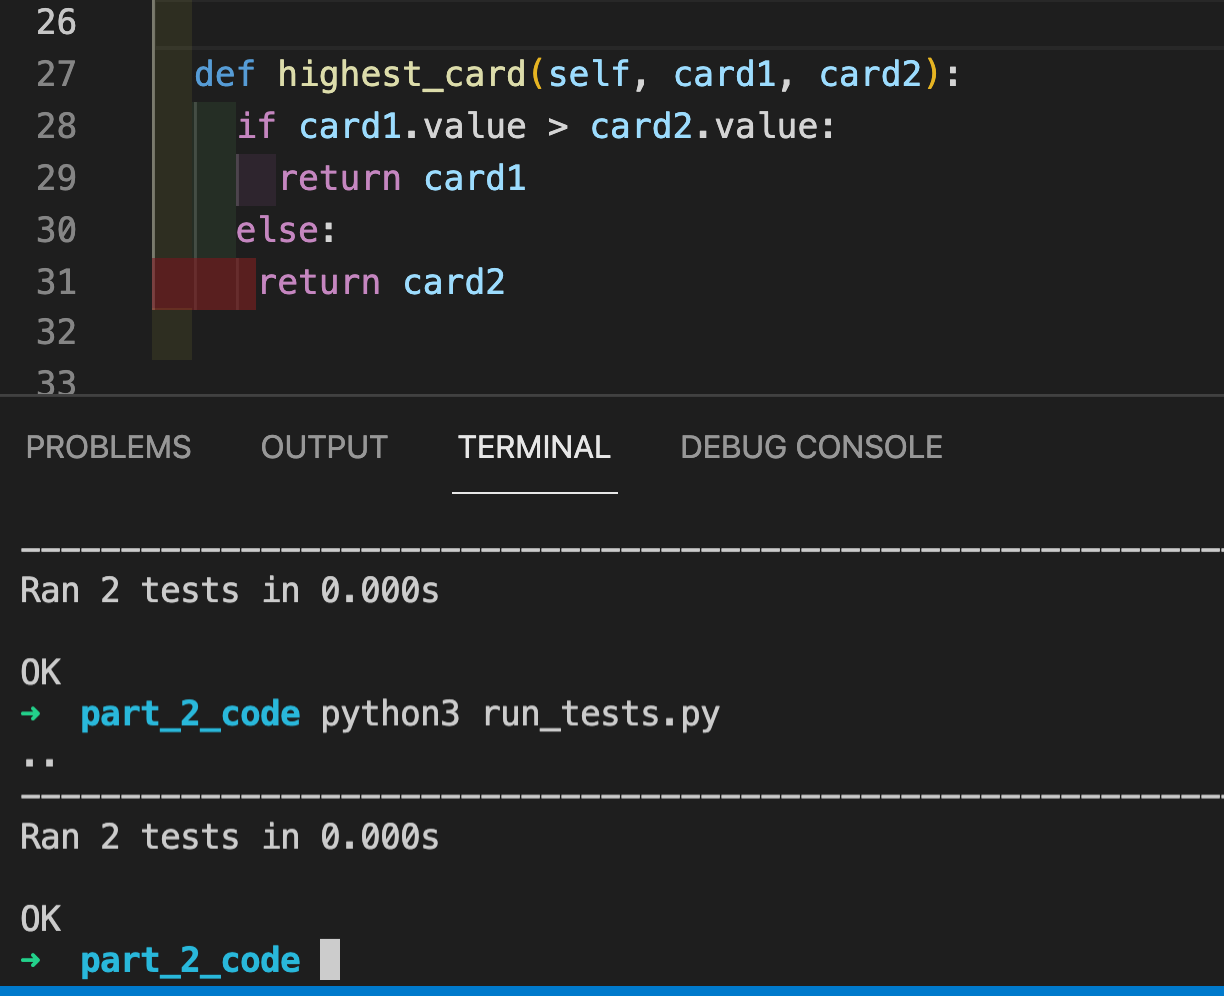 26
27 def highest_card(self, card1, card2):
28 if card1.value > card2.value:
29 return card1
30 else:
31 return card2
32
33
PROBLEMS OUTPUT TERMINAL DEBUG CONSOLE
------------------------------------------------------------
Ran 2 tests in 0.000s
OK
→ part_2_code python3 run_tests.py
..
------------------------------------------------------------
Ran 2 tests in 0.000s
OK
→ part_2_code